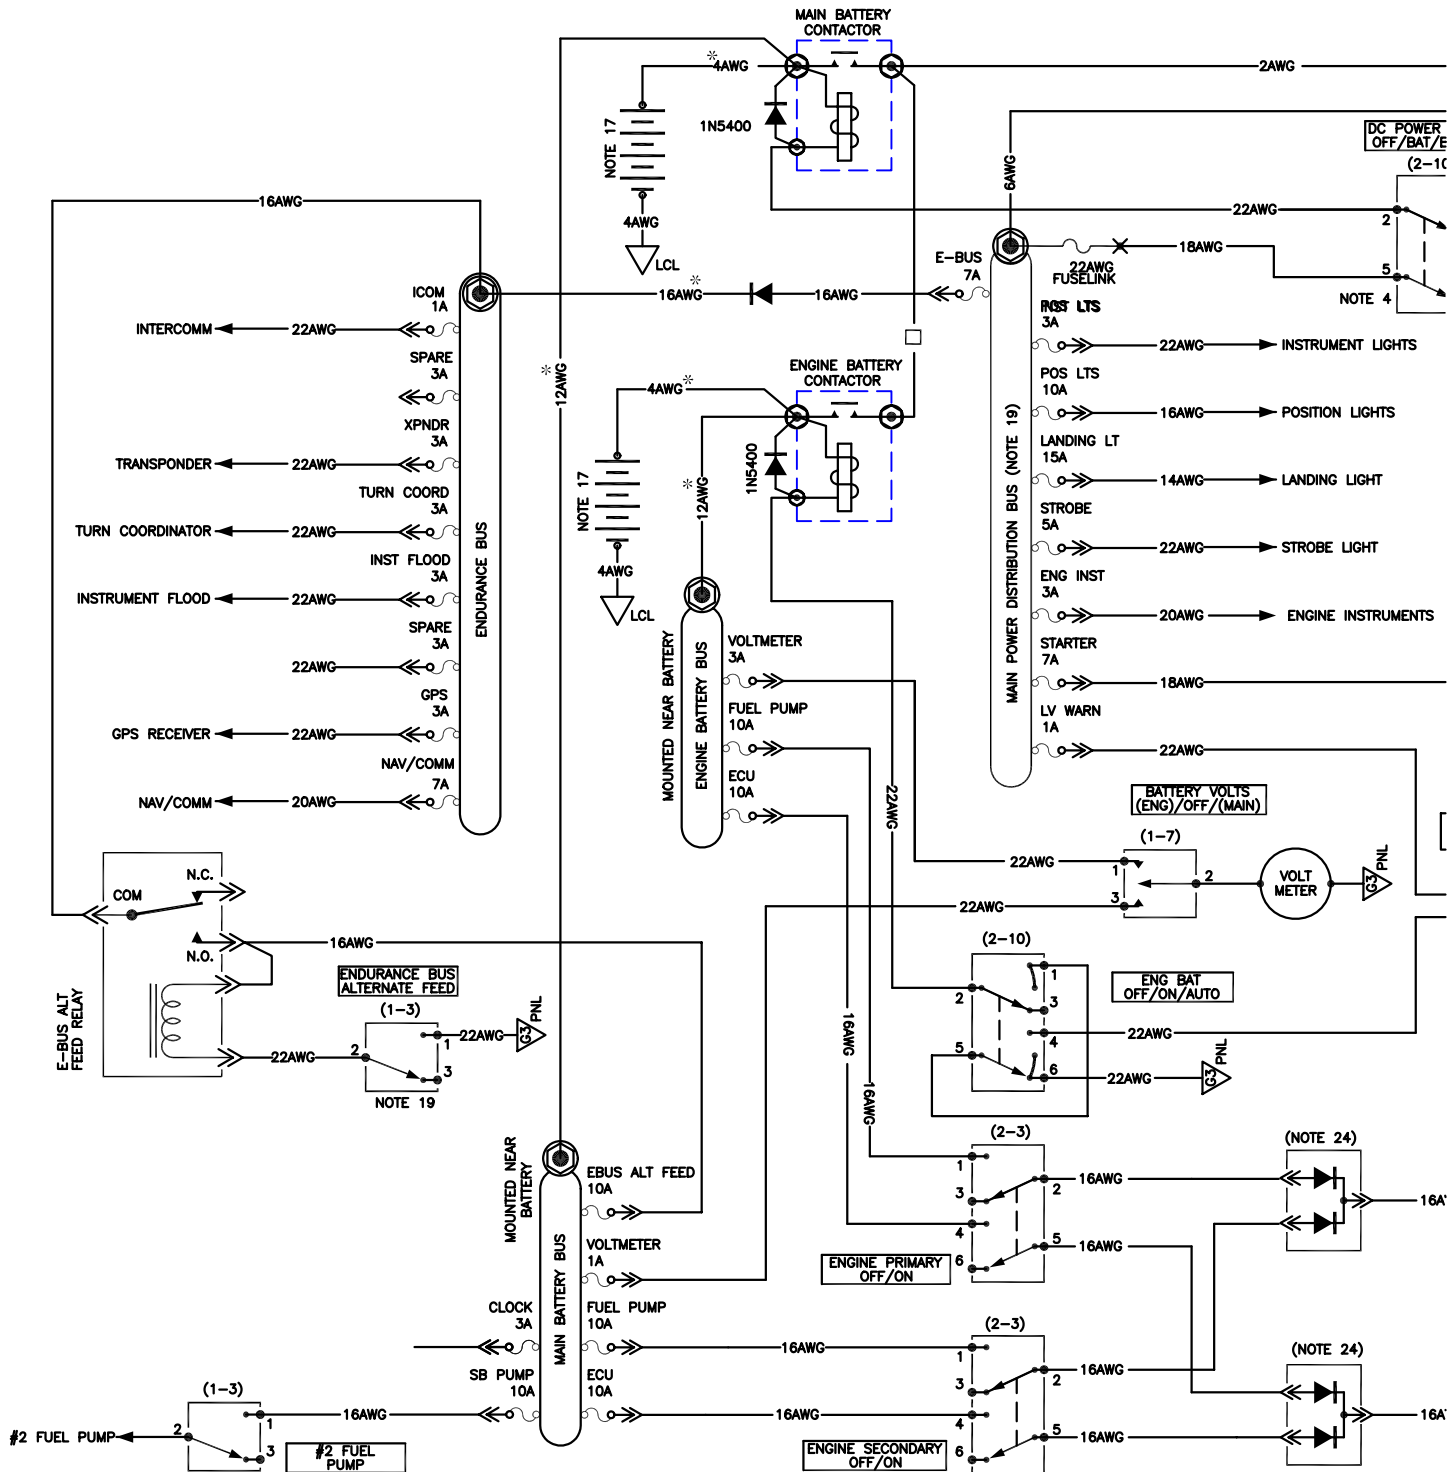 MAIN BATTERY
CONTACTOR
*
4AWG
2AWG
1N5400
NOTE 17
4AWG
LCL
6AWG
DC POWER
OFF/BAT/E
(2-10
22AWG
2
16AWG
E-BUS
7A
22AWG
FUSELINK
18AWG
5
NOTE 4
ICOM
1A
16AWG
*
16AWG
INTERCOMM
22AWG
SPARE
3A
XPNDR
3A
TRANSPONDER
22AWG
TURN COORD
3A
TURN COORDINATOR
22AWG
INST FLOOD
3A
INSTRUMENT FLOOD
22AWG
SPARE
3A
22AWG
GPS
3A
GPS RECEIVER
22AWG
NAV/COMM
7A
NAV/COMM
20AWG
ENDURANCE BUS
*
12AWG
ENGINE BATTERY
CONTACTOR
4AWG
*
1N5400
NOTE 17
4AWG
LCL
*
12AWG
MOUNTED NEAR BATTERY
ENGINE BATTERY BUS
VOLTMETER
3A
FUEL PUMP
10A
ECU
10A
22AWG
MAIN POWER DISTRIBUTION BUS (NOTE 19)
POS LTS
3A
22AWG
INSTRUMENT LIGHTS
POS LTS
10A
16AWG
POSITION LIGHTS
LANDING LT
15A
14AWG
LANDING LIGHT
STROBE
5A
22AWG
STROBE LIGHT
ENG INST
3A
20AWG
ENGINE INSTRUMENTS
STARTER
7A
18AWG
LV WARN
1A
22AWG
BATTERY VOLTS
(ENG)/OFF/(MAIN)
(1-7)
22AWG
1
2
3
22AWG
VOLT
METER
G3
PNL
COM
N.C.
N.O.
16AWG
E-BUS ALT
FEED RELAY
ENDURANCE BUS
ALTERNATE FEED
(1-3)
22AWG
2
1
3
22AWG
G3
PNL
NOTE 19
(2-10)
ENG BAT
OFF/ON/AUTO
2
1
3
4
22AWG
5
6
22AWG
G3
PNL
16AWG
16AWG
MOUNTED NEAR
BATTERY
MAIN BATTERY BUS
EBUS ALT FEED
10A
VOLTMETER
1A
CLOCK
3A
FUEL PUMP
10A
SB PUMP
10A
ECU
10A
(2-3)
1
3
4
6
2
5
16AWG
16AWG
ENGINE PRIMARY
OFF/ON
(NOTE 24)
16A
16AWG
(2-3)
1
3
4
6
2
5
16AWG
16AWG
16AWG
ENGINE SECONDARY
OFF/ON
(NOTE 24)
16A
(1-3)
#2 FUEL PUMP
2
1
3
16AWG
#2 FUEL
PUMP